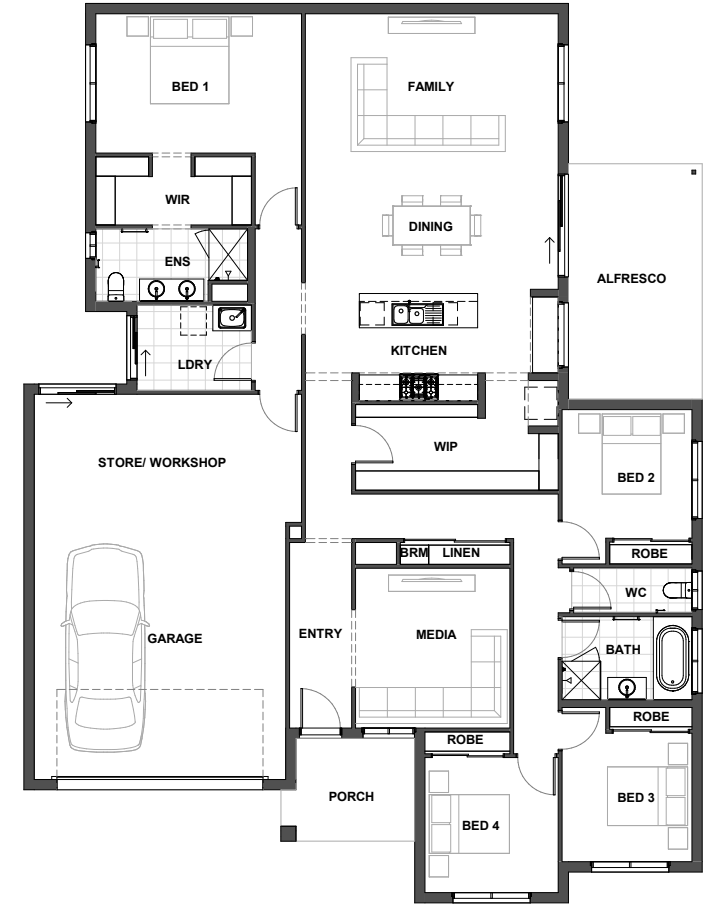 BED 1
FAMILY
WIR
DINING
ENS
ALFRESCO
KITCHEN
LDRY
WIP
STORE/ WORKSHOP
BED 2
BRM
LINEN
ROBE
WC
ENTRY
MEDIA
GARAGE
BATH
ROBE
ROBE
PORCH
BED 3
BED 4